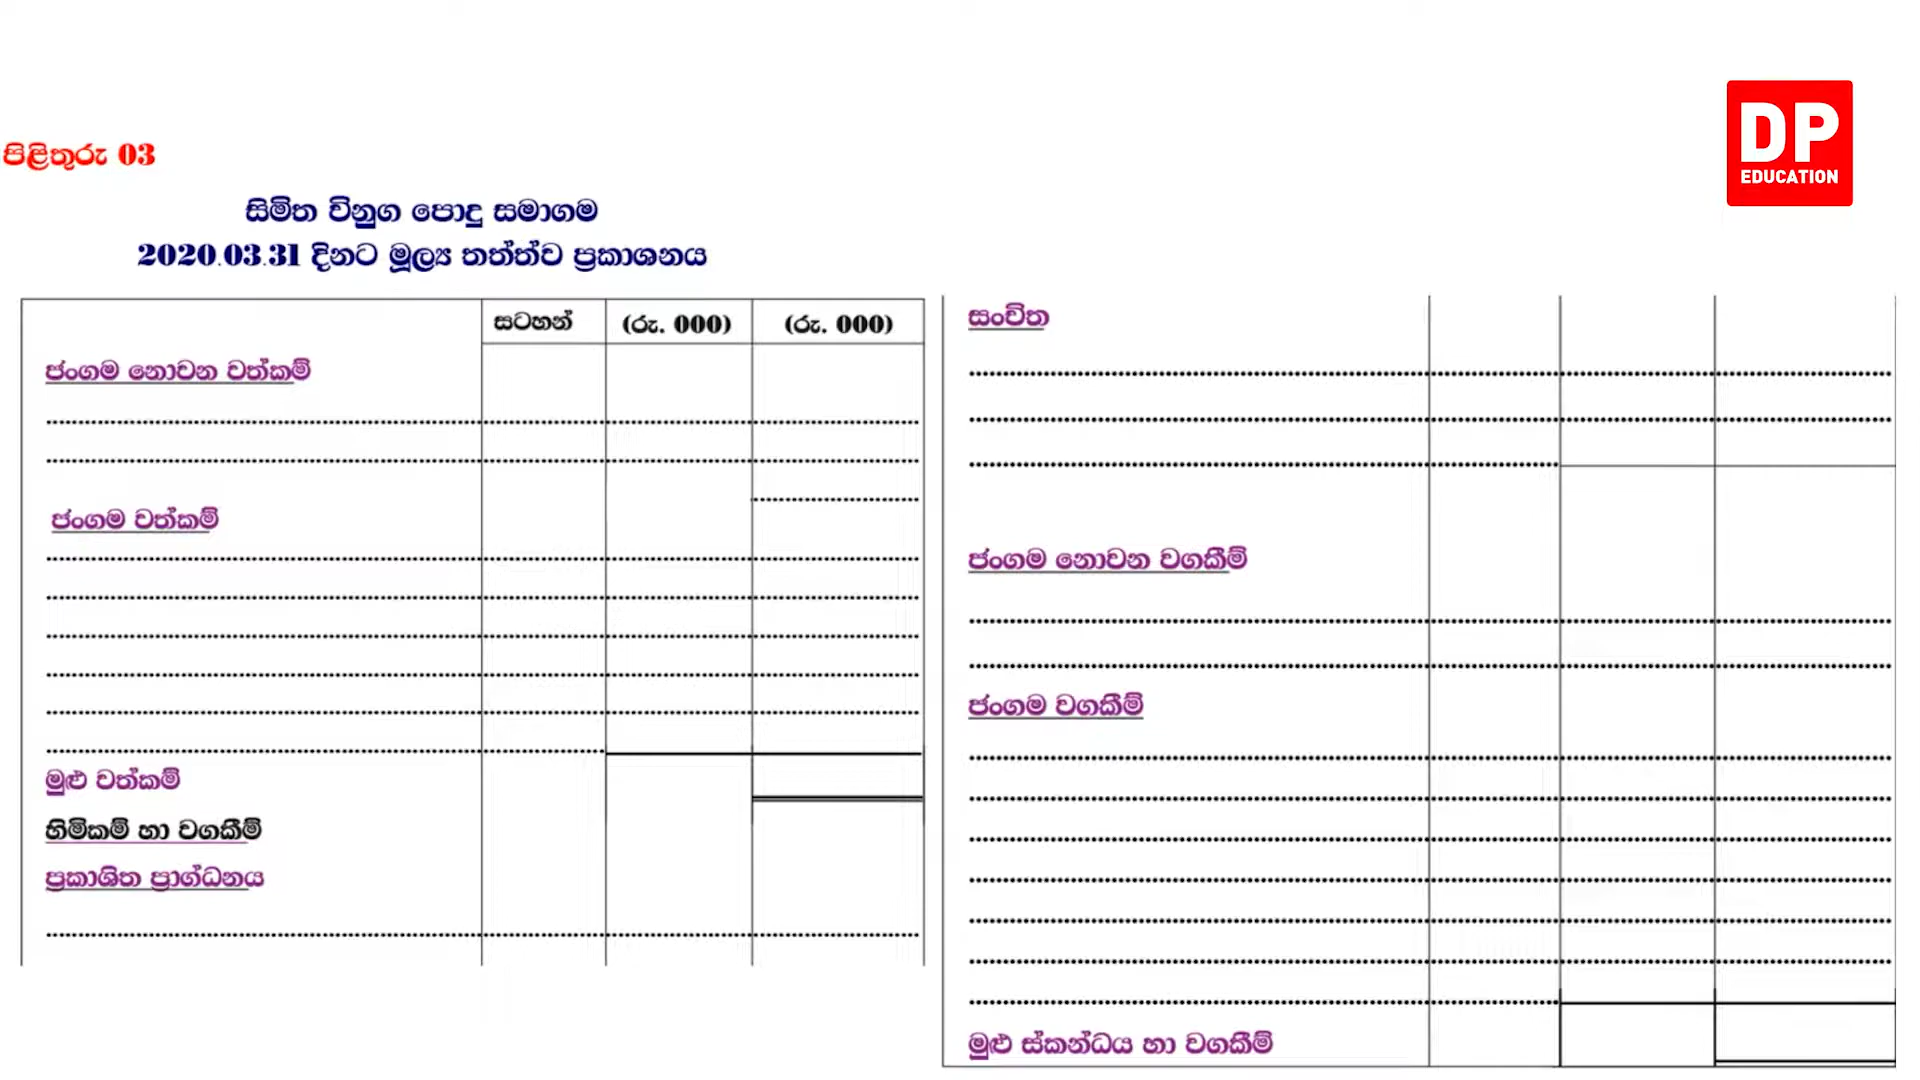 DP
EDUCATION
පිළිතුරු 03
සිමිත විනුග පොදු සමාගම
2020.03.31 දිනට මූල්‍ය තත්ත්ව ප්‍රකාශනය
සටහන් (රු. 000) (රු. 000)
ජංගම නොවන වත්කම්
ජංගම වත්කම්
මුළු වත්කම්
හිමිකම් හා වගකීම්
ප්‍රකාශිත ප්‍රාග්ධනය
සංචිත
ජංගම නොවන වගකීම්
ජංගම වගකීම්
මුළු ස්කන්ධය හා වගකීම්